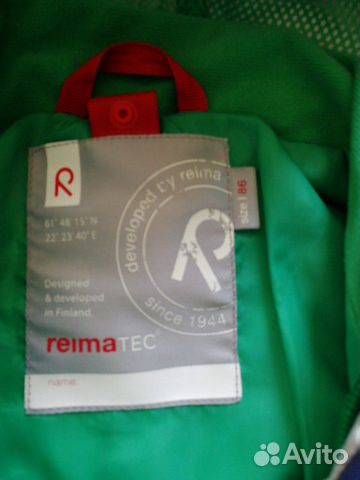 R
developed by reima
R
since 1944
size | 86
61° 48' 15" N
22° 23' 40" E
Designed
& developed
in Finland.
reimaTEC®
name:
Avito